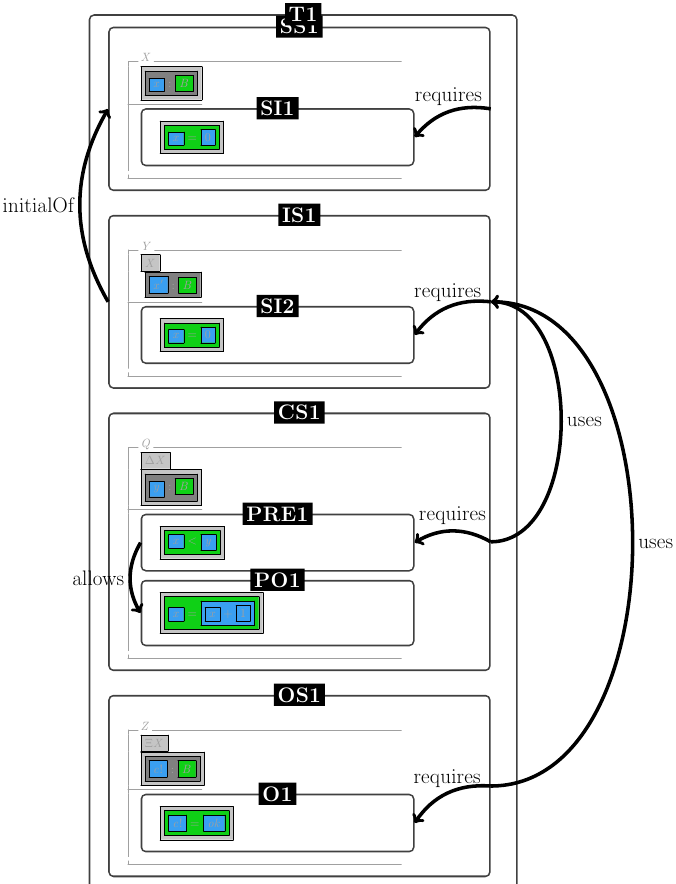 T1
SS1
X
B
SI1
requires
=
initialOf
IS1
Y
X
B
requires
SI2
=
uses
CS1
Q
ΔX
B
PRE1
requires
uses
allows
PO1
=
OS1
Z
ΞX
B
requires
O1
=